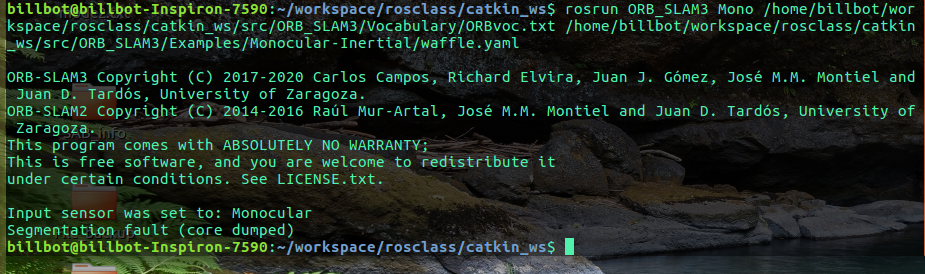 billbot@billbot-Inspiron-7590:~/workspace/rosclass/catkin_ws$ rosrun ORB_SLAM3 Mono /home/billbot/wor
kspace/rosclass/catkin_ws/src/ORB_SLAM3/Vocabulary/ORBvoc.txt /home/billbot/workspace/rosclass/catkin
_ws/src/ORB_SLAM3/Examples/Monocular-Inertial/waffle.yaml
ORB-SLAM3 Copyright (C) 2017-2020 Carlos Campos, Richard Elvira, Juan J. Gómez, José M.M. Montiel and
Juan D. Tardós, University of Zaragoza.
ORB-SLAM2 Copyright (C) 2014-2016 Raúl Mur-Artal, José M.M. Montiel and Juan D. Tardós, University of
Zaragoza.
This program comes with ABSOLUTELY NO WARRANTY;
This is free software, and you are welcome to redistribute it
under certain conditions. See LICENSE.txt.
Input sensor was set to: Monocular
Segmentation fault (core dumped)
billbot@billbot-Inspiron-7590:~/workspace/rosclass/catkin_ws$